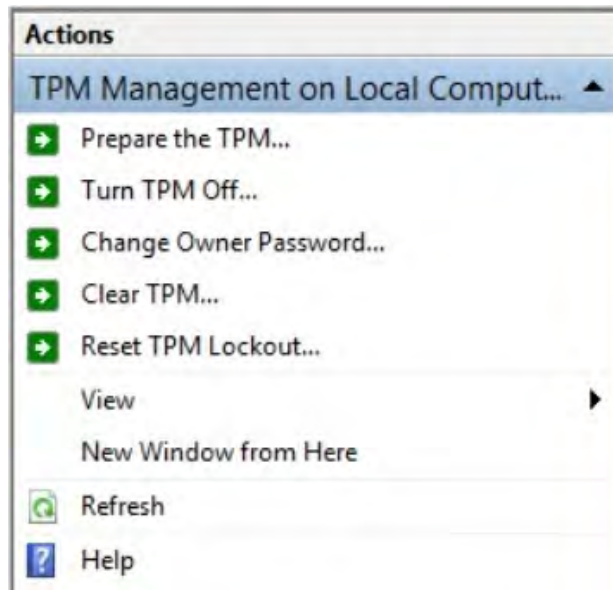 Actions
TPM Management on Local Comput...
Prepare the TPM...
Turn TPM Off...
Change Owner Password...
Clear TPM...
Reset TPM Lockout...
View
New Window from Here
Refresh
Help